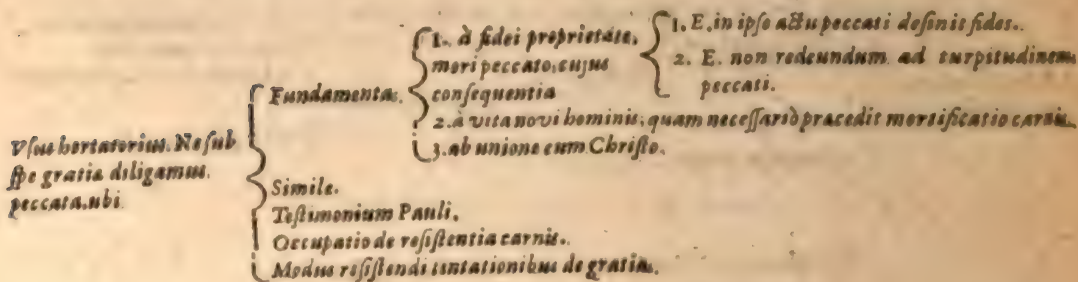 Vſus hortatorius. Ne ſub
ſpe gratiæ diligamus
peccata, ubi
Fundamenta.
1. à fidei proprietate,
mori peccato, cujus
conſequentia
1. E. in ipſo actu peccati deſinit fides.
2. E. non redeundum ad turpitudinem
peccati.
2. à vita novi hominis, quam neceſſariò præcedit mortificatio carnis.
3. ab unione cum Chriſto.
Simile.
Teſtimonium Pauli.
Occupatio de reſiſtentia carnis.
Modus reſiſtendi tentationibus de gratia.